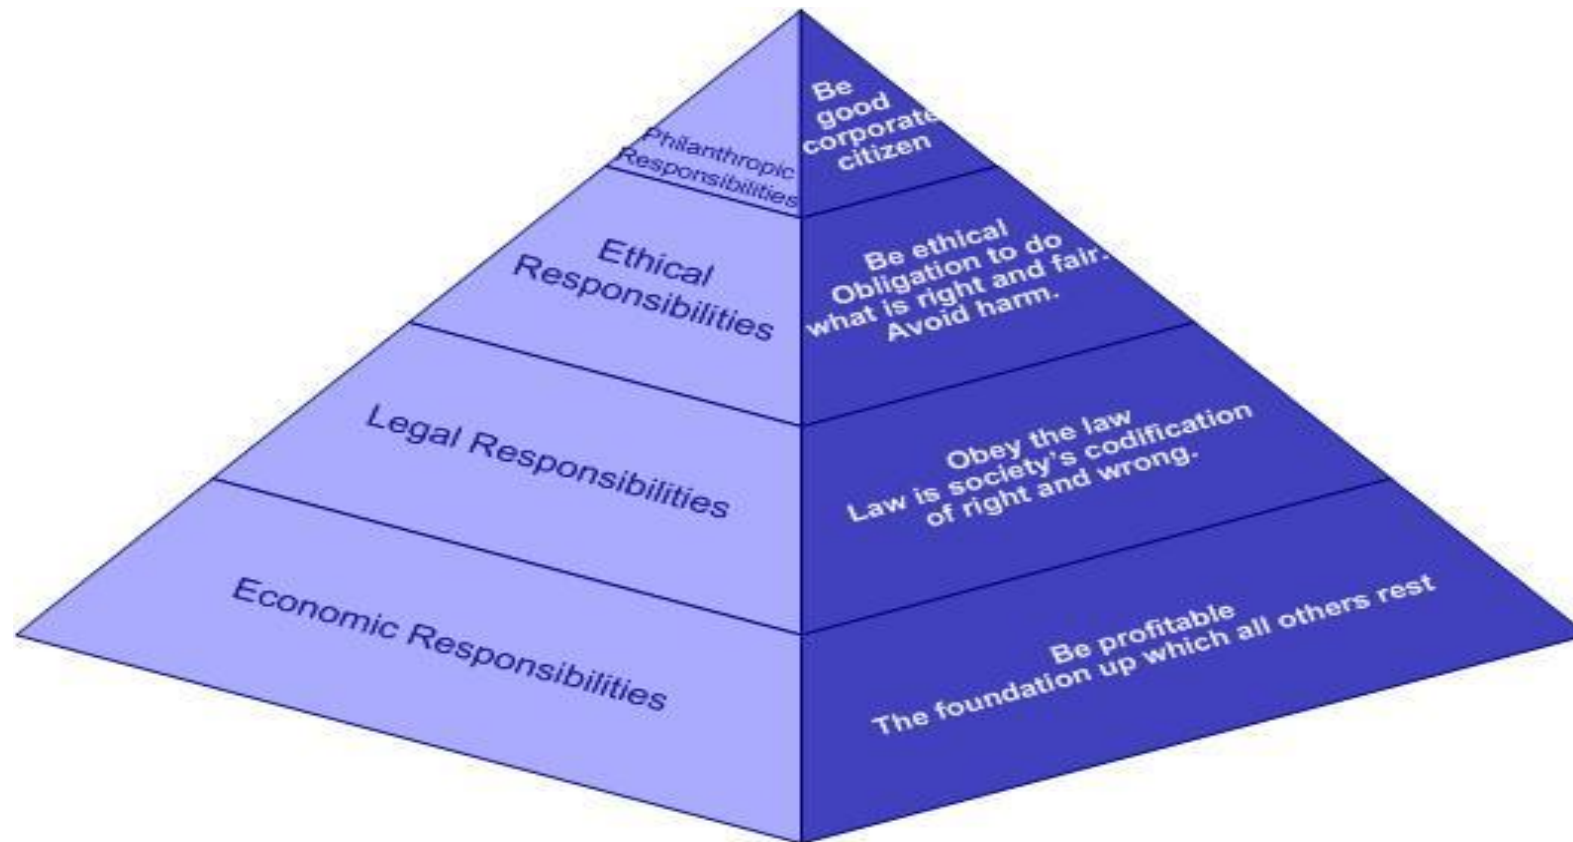 Philanthropic
Responsibilities
Be
good
corporate
citizen
Ethical
Responsibilities
Be ethical
Obligation to do
what is right and fair.
Avoid harm.
Legal Responsibilities
Obey the law
Law is society's codification
of right and wrong.
Economic Responsibilities
Be profitable
The foundation up which all others rest